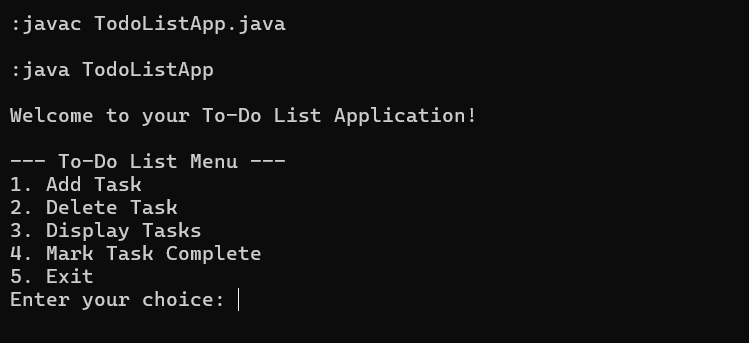 :javac TodoListApp.java
:java TodoListApp
Welcome to your To-Do List Application!
--- To-Do List Menu ---
1. Add Task
2. Delete Task
3. Display Tasks
4. Mark Task Complete
5. Exit
Enter your choice: